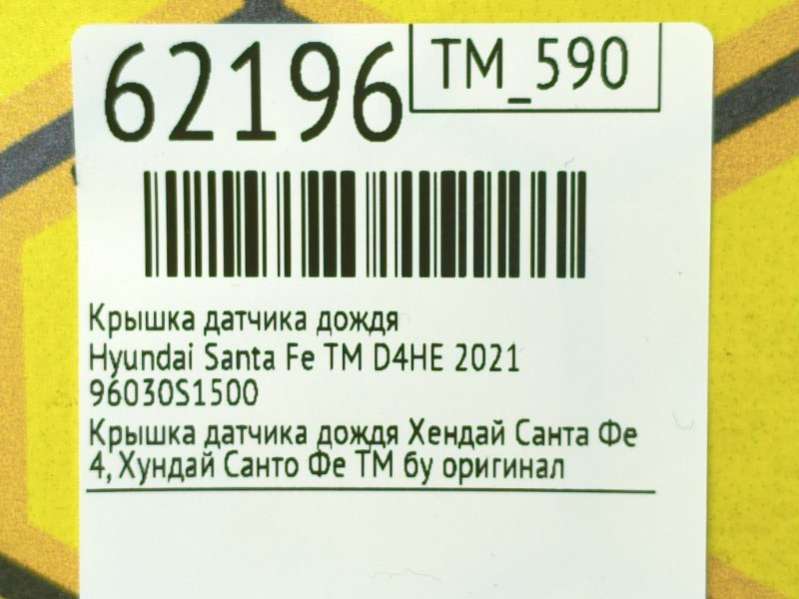 62196
TM_590
Крышка датчика дождя
Hyundai Santa Fe TM D4HE 2021
96030S1500
Крышка датчика дождя Хендай Санта Фе
4, Хундай Санто Фе ТМ бу оригинал